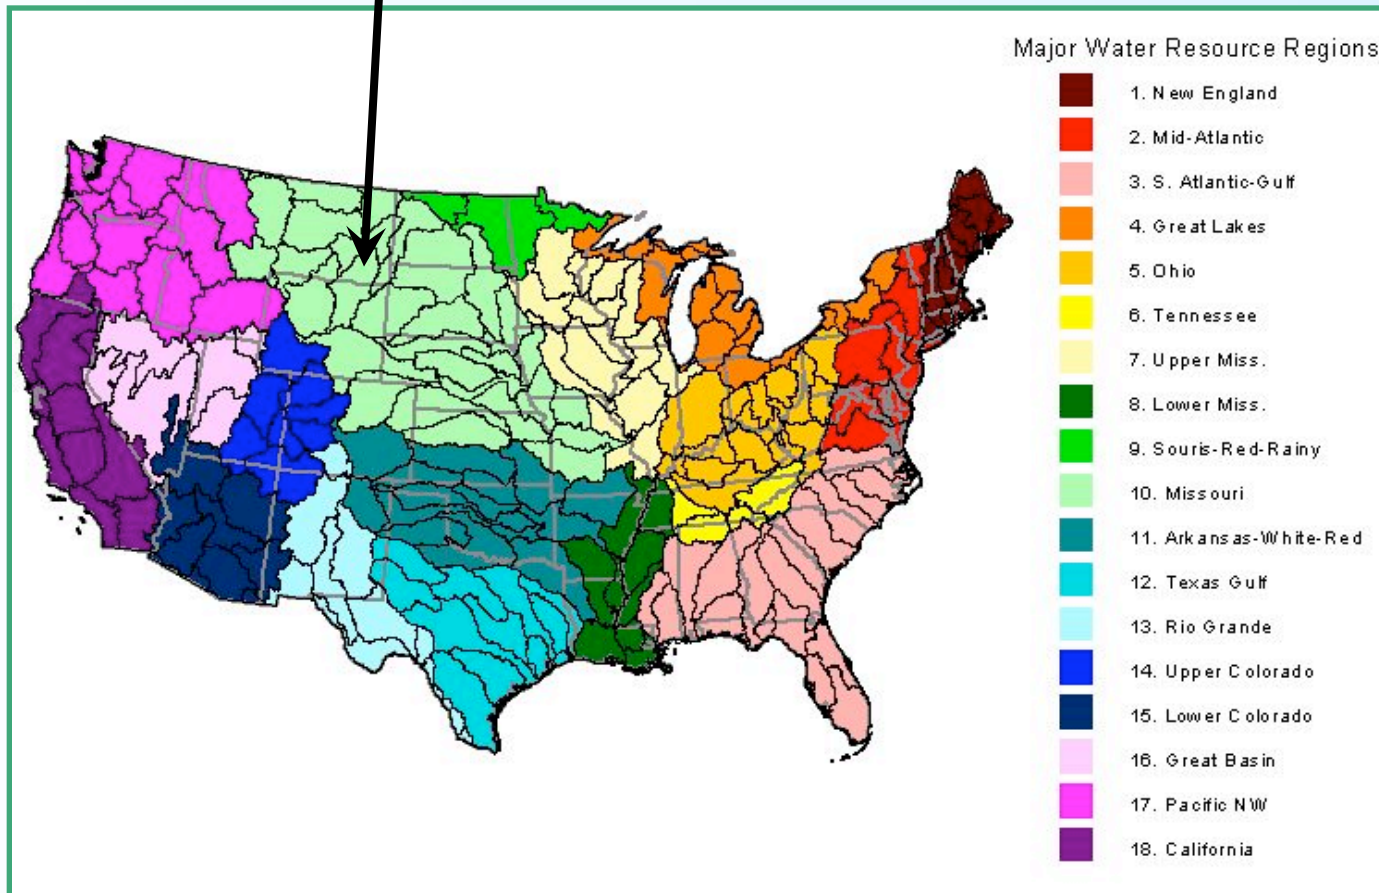 Major Water Resource Regions
1. New England
2. Mid-Atlantic
3. S. Atlantic-Gulf
4. Great Lakes
5. Ohio
6. Tennessee
7. Upper Miss.
8. Lower Miss.
9. Souris-Red-Rainy
10. Missouri
11. Arkansas-White-Red
12. Texas Gulf
13. Rio Grande
14. Upper Colorado
15. Lower Colorado
16. Great Basin
17. Pacific NW
18. California